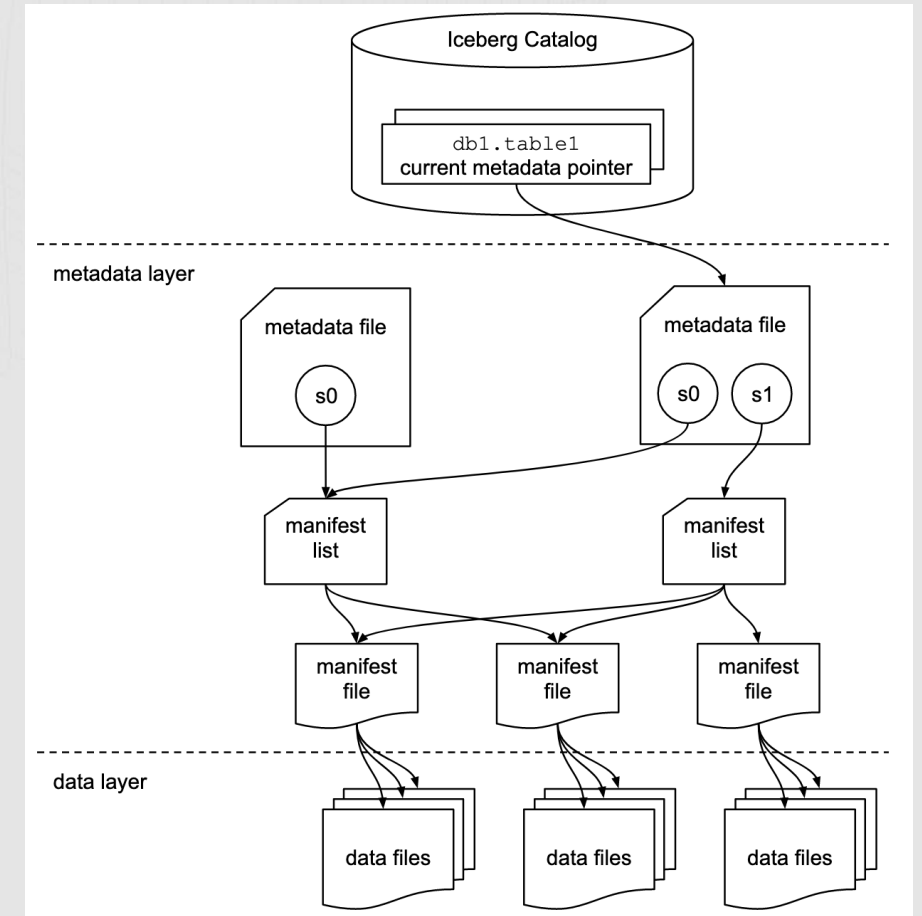 Iceberg Catalog
db1.table1
current metadata pointer
metadata layer
metadata file
s0
metadata file
s0
s1
manifest
list
manifest
list
manifest
file
manifest
file
manifest
file
data layer
data files
data files
data files